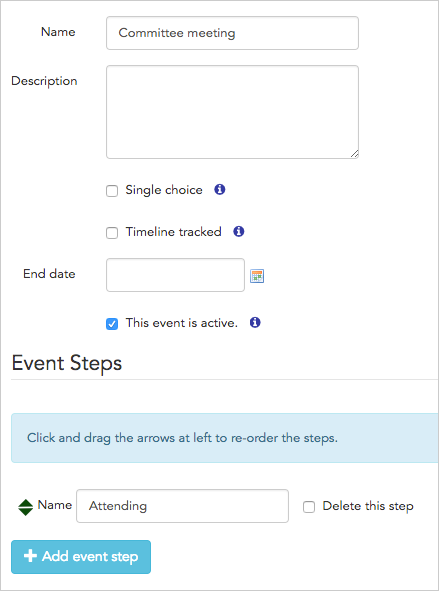 Name Committee meeting
Description
Single choice
Timeline tracked
End date
This event is active.
Event Steps
Click and drag the arrows at left to re-order the steps.
Name Attending Delete this step
Add event step